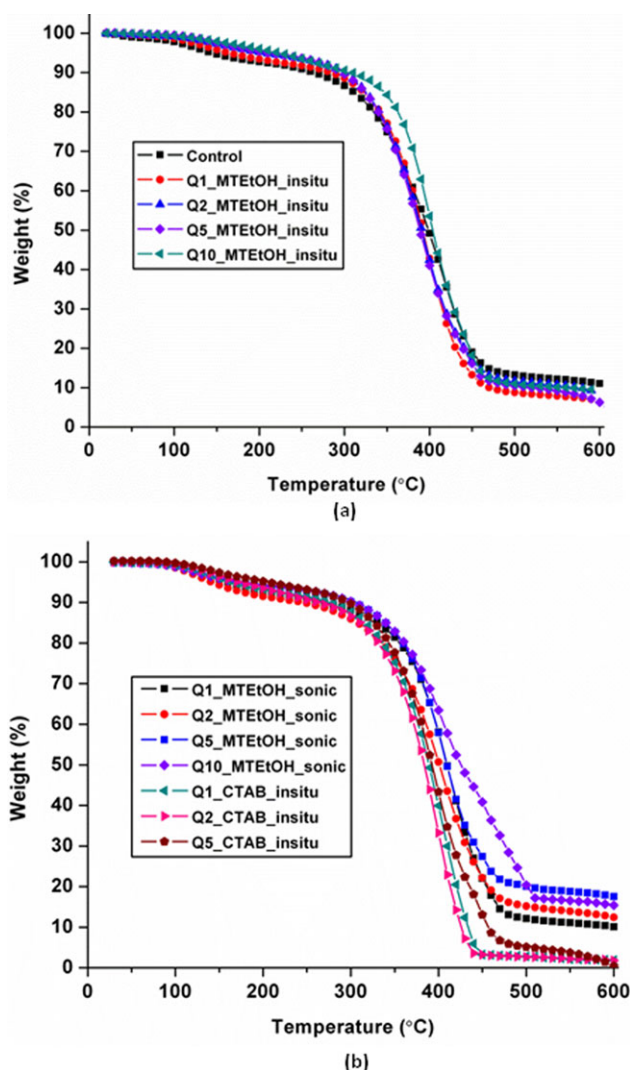 100
90
80
70
60
50
40
30
20
10
0
Weight (%)
Control
Q1_MTEtOH_insitu
Q2_MTEtOH_insitu
Q5_MTEtOH_insitu
Q10_MTEtOH_insitu
0 100 200 300 400 500 600
Temperature (°C)
(a)
100
90
80
70
60
50
40
30
20
10
0
Weight (%)
Q1_MTEtOH_sonic
Q2_MTEtOH_sonic
Q5_MTEtOH_sonic
Q10_MTEtOH_sonic
Q1_CTAB_insitu
Q2_CTAB_insitu
Q5_CTAB_insitu
0 100 200 300 400 500 600
Temperature (°C)
(b)